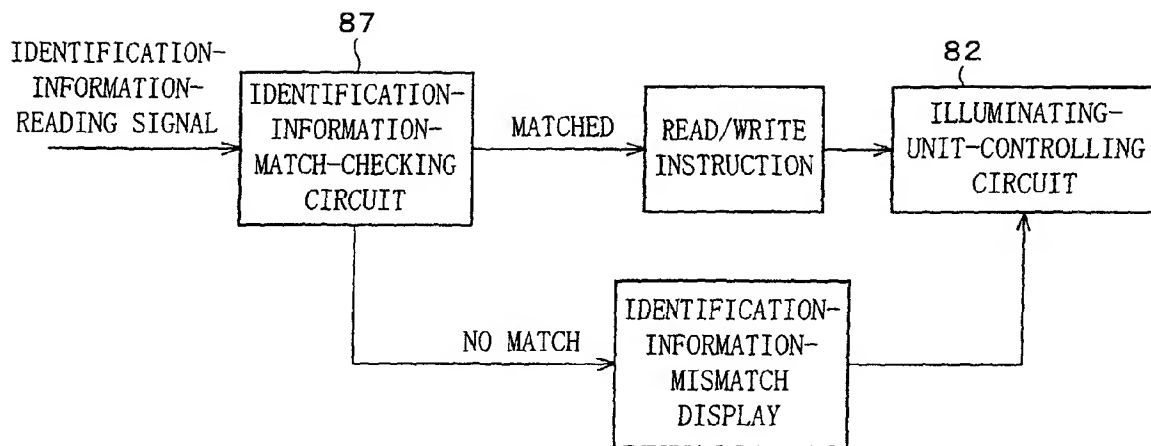 87
IDENTIFICATION-
INFORMATION-
READING SIGNAL
IDENTIFICATION-
INFORMATION-
MATCH-CHECKING
CIRCUIT
MATCHED
READ/WRITE
INSTRUCTION
82
ILLUMINATING-
UNIT-CONTROLLING
CIRCUIT
NO MATCH
IDENTIFICATION-
INFORMATION-
MISMATCH
DISPLAY